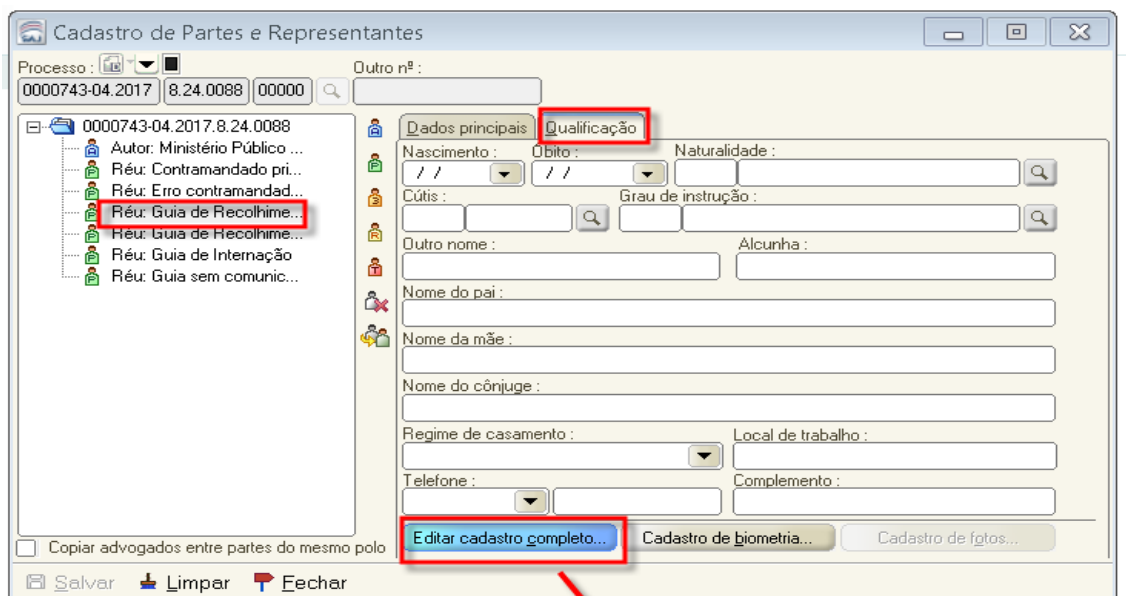 Cadastro de Partes e Representantes
Processo :
Outro nº :
0000743-04.2017 8.24.0088 00000
0000743-04.2017.8.24.0088
Autor: Ministério Público ...
Réu: Contramandado pri...
Réu: Erro contramandad...
Réu: Guia de Recolhime...
Réu: Guia de Recolhime...
Réu: Guia de Internação
Réu: Guia sem comunic...
Dados principais Qualificação
Nascimento : Óbito : Naturalidade :
/ / / /
Cútis : Grau de instrução :
Outro nome : Alcunha :
Nome do pai :
Nome da mãe :
Nome do cônjuge :
Regime de casamento : Local de trabalho :
Telefone : Complemento :
Editar cadastro completo... Cadastro de biometria... Cadastro de fotos...
Copiar advogados entre partes do mesmo polo
Salvar Limpar Fechar